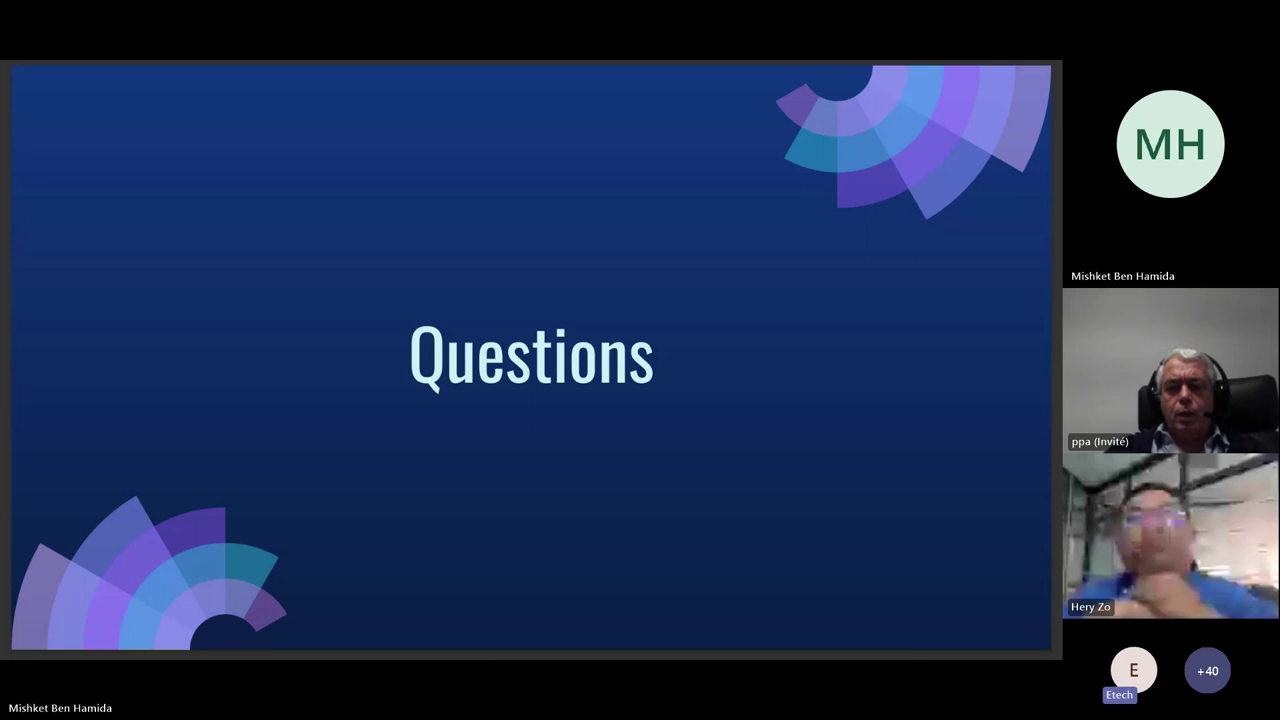 Questions
MH
Mishket Ben Hamida
ppa (Invité)
Hery Zo
E
+40
Etech
Mishket Ben Hamida